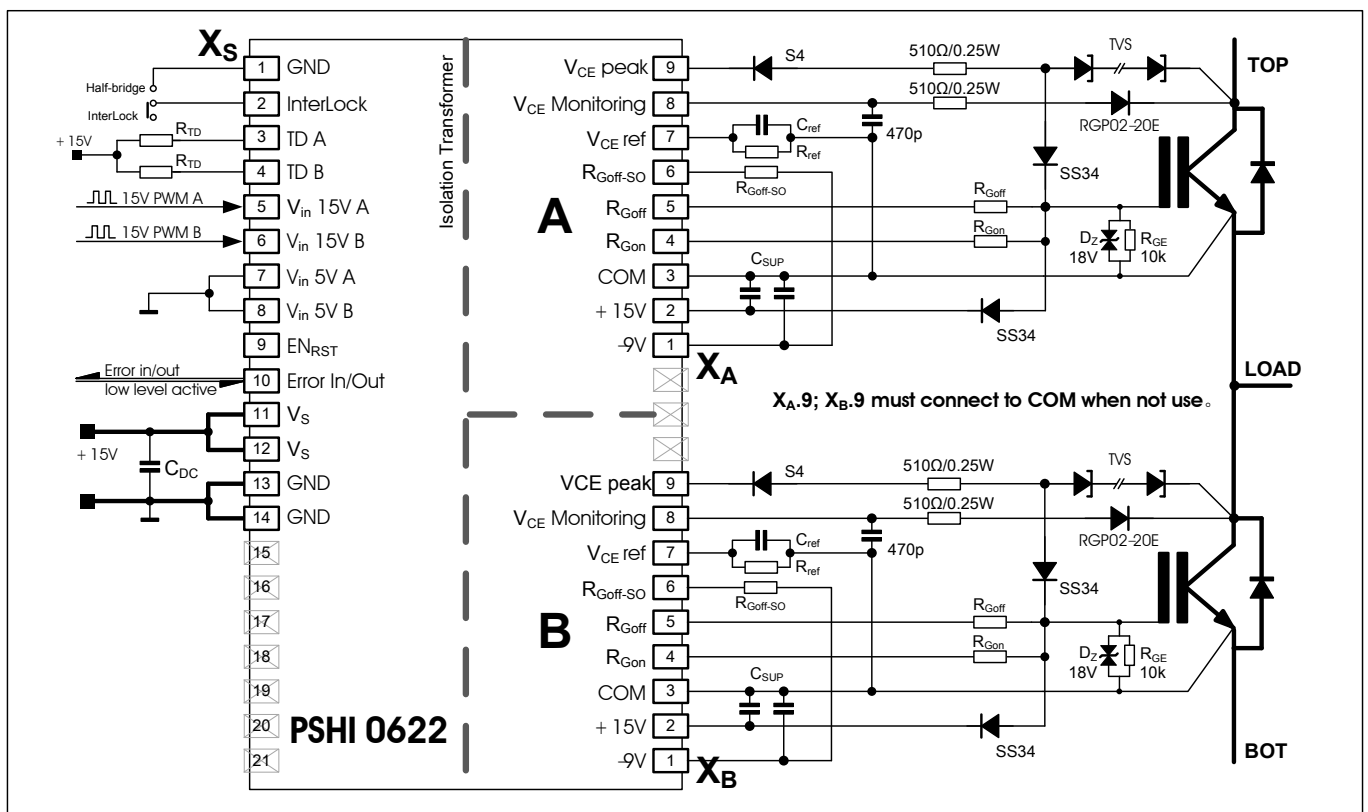 XS
Isolation Transformer
1 GND
2 InterLock
3 TD A
4 TD B
5 Vin 15V A
6 Vin 15V B
7 Vin 5V A
8 Vin 5V B
9 ENRST
10 Error In/Out
11 VS
12 VS
13 GND
14 GND
15
16
17
18
19
20
21
Half-bridge
InterLock
RTD
+ 15V
RTD
15V PWM A
15V PWM B
Error in/out
low level active
+ 15V
CDC
PSHI 0622
A
VCE peak 9
VCE Monitoring 8
VCE ref 7
RGoff-SO 6
RGoff 5
RGon 4
COM 3
+ 15V 2
-9V 1
XA
S4
510Ω/0.25W
TVS
TOP
510Ω/0.25W
RGP02-20E
Cref
470p
Rref
SS34
RGoff-SO
RGoff
RGon
DZ
18V
RGE
10k
CSUP
SS34
LOAD
XA.9; XB.9 must connect to COM when not use。
B
VCE peak 9
VCE Monitoring 8
VCE ref 7
RGoff-SO 6
RGoff 5
RGon 4
COM 3
+ 15V 2
-9V 1
XB
S4
510Ω/0.25W
TVS
510Ω/0.25W
RGP02-20E
Cref
470p
Rref
SS34
RGoff-SO
RGoff
RGon
DZ
18V
RGE
10k
CSUP
SS34
BOT